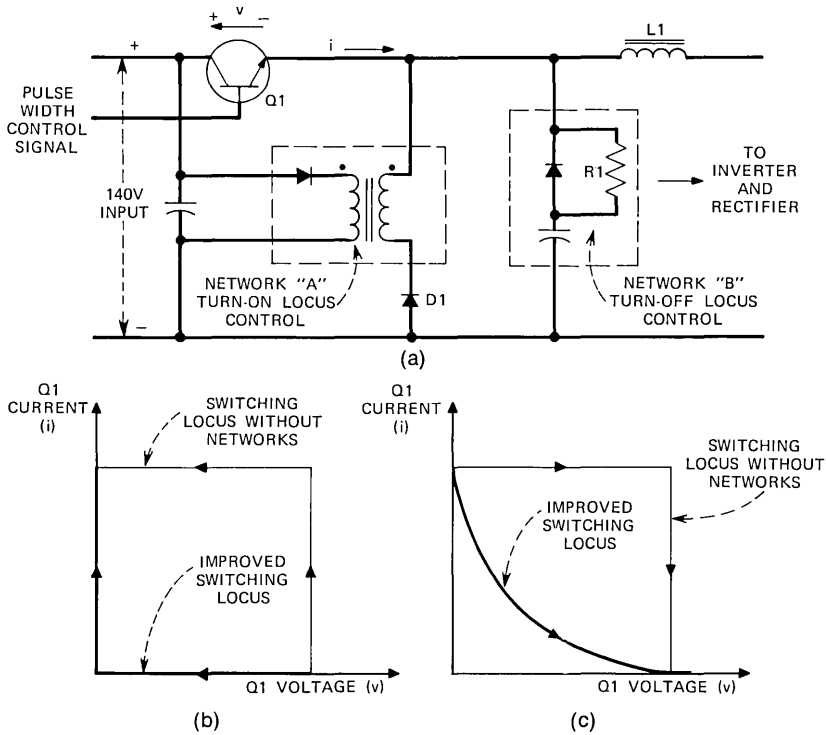 + v −
i
L1
+
Q1
PULSE
WIDTH
CONTROL
SIGNAL
140V
INPUT
R1
TO
INVERTER
AND
RECTIFIER
NETWORK "A"
TURN-ON LOCUS
CONTROL
D1
NETWORK "B"
TURN-OFF LOCUS
CONTROL
−
(a)
Q1
CURRENT
(i)
SWITCHING
LOCUS WITHOUT
NETWORKS
IMPROVED
SWITCHING
LOCUS
Q1 VOLTAGE (v)
(b)
Q1
CURRENT
(i)
SWITCHING
LOCUS WITHOUT
NETWORKS
IMPROVED
SWITCHING
LOCUS
Q1 VOLTAGE (v)
(c)